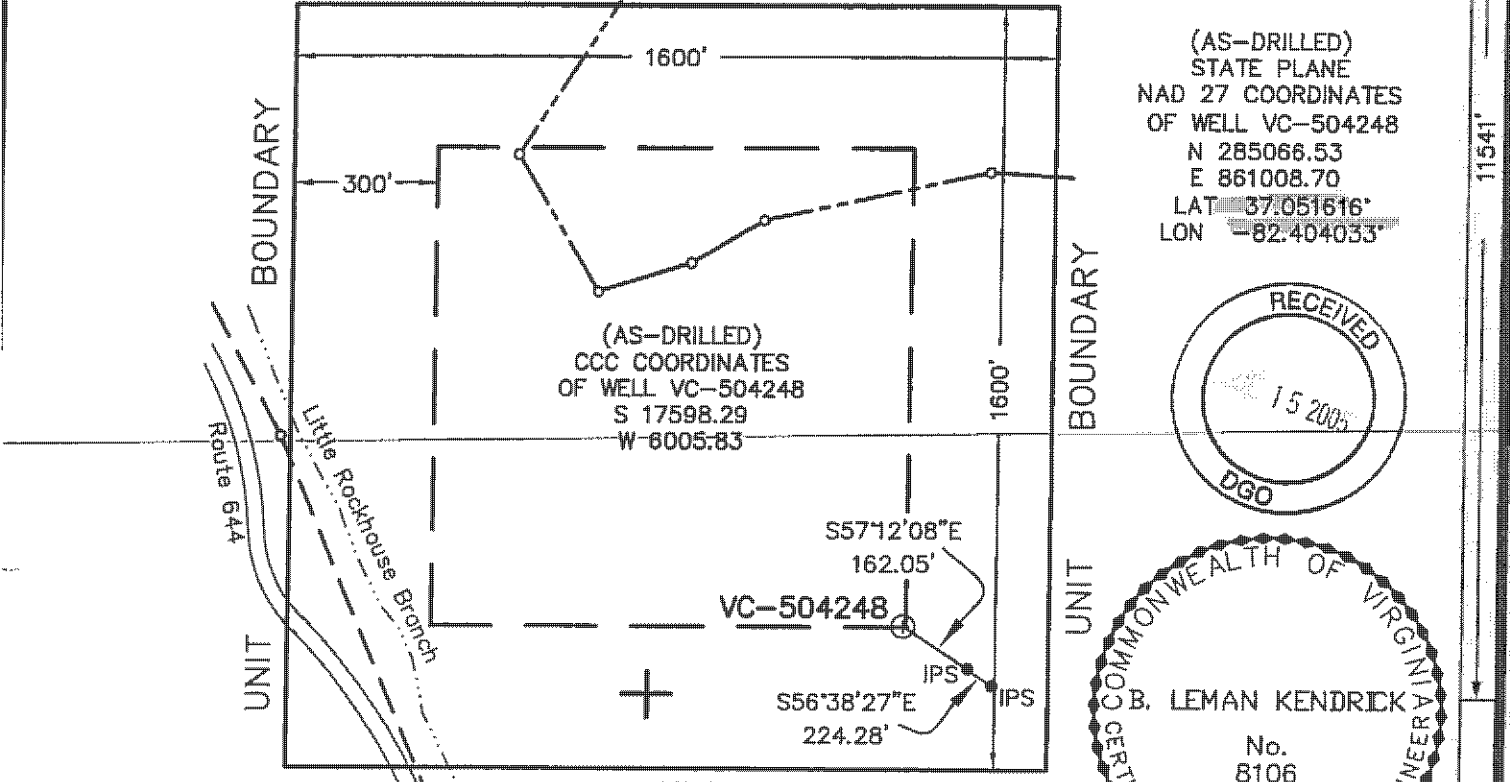 1600'
300'
BOUNDARY
(AS-DRILLED)
STATE PLANE
NAD 27 COORDINATES
OF WELL VC-504248
N 285066.53
E 861008.70
LAT 37.051616°
LON -82.404033°
11541'
BOUNDARY
1600'
(AS-DRILLED)
CCC COORDINATES
OF WELL VC-504248
S 17598.29
W 6005.83
RECEIVED
15 2005
DGO
Route 644
Little Rockhouse Branch
S57°12'08"E
162.05'
VC-504248
IPS
IPS
S56°38'27"E
224.28'
UNIT
UNIT
COMMONWEALTH OF VIRGINIA
B. LEMAN KENDRICK
No.
8106